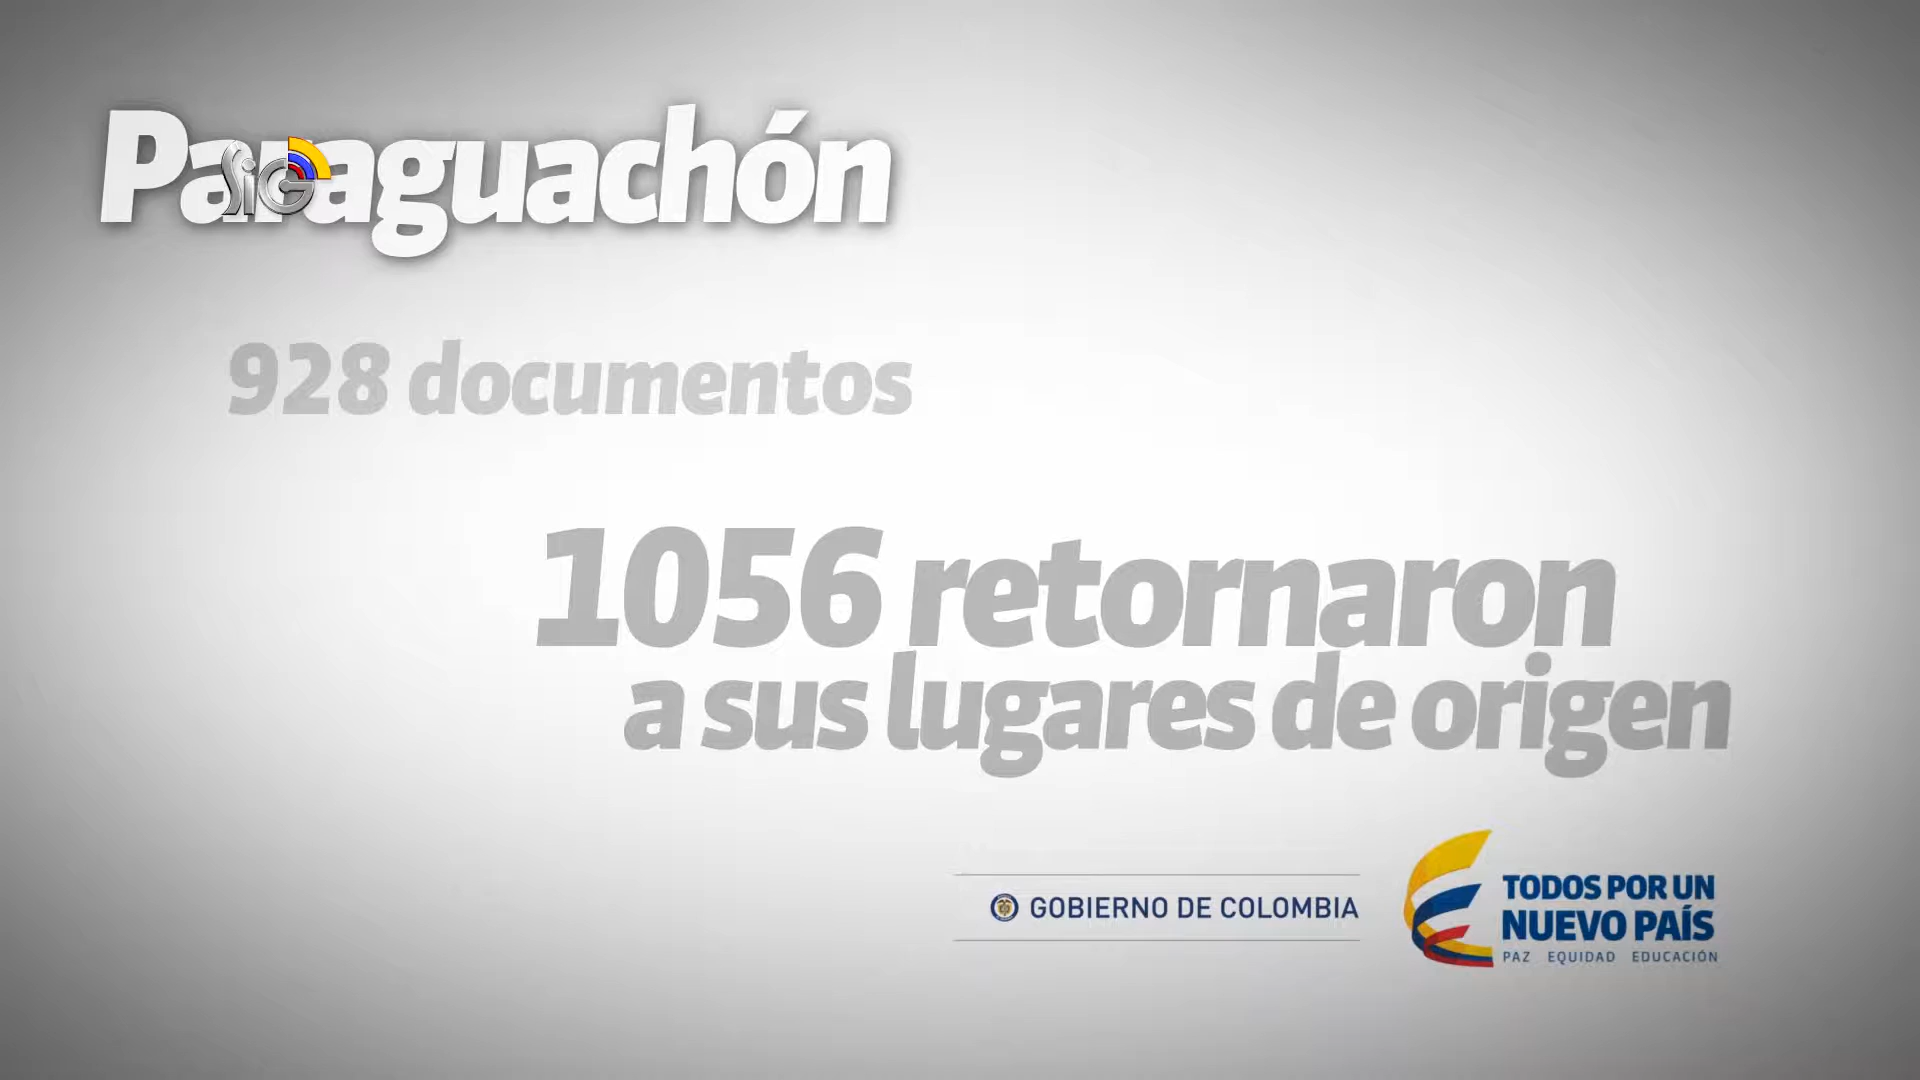 Paraguachón
SiG
928 documentos
1056 retornaron
a sus lugares de origen
GOBIERNO DE COLOMBIA
TODOS POR UN
NUEVO PAÍS
PAZ EQUIDAD EDUCACIÓN